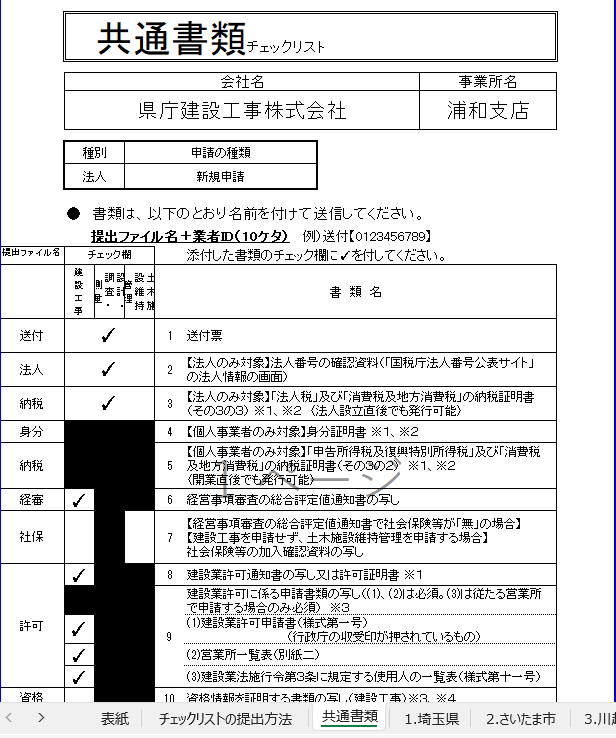 共通書類チェックリスト
会社名 事業所名
県庁建設工事株式会社 浦和支店
種別 申請の種類
法人 新規申請
● 書類は、以下のとおり名前を付けて送信してください。
提出ファイル名＋業者ID（10ケタ） 例）送付【0123456789】
提出ファイル名 チェック欄 添付した書類のチェック欄に✓を付してください。
建設工事 設計・調査・測量 土木施設維持管理 書 類 名
送付 ✓ 1 送付票
法人 ✓ 2 【法人のみ対象】法人番号の確認資料（「国税庁法人番号公表サイト」
の法人情報の画面）
納税 ✓ 3 【法人のみ対象】「法人税」及び「消費税及地方消費税」の納税証明書
（その3の3） ※1、※2 （法人設立直後でも発行可能）
身分 4 【個人事業者のみ対象】身分証明書 ※1、※2
納税 5 【個人事業者のみ対象】「申告所得税及復興特別所得税」及び「消費税
及地方消費税」の納税証明書（その3の2） ※1、※2
（開業直後でも発行可能）
経審 ✓ 6 経営事項審査の総合評定値通知書の写し
社保 7 【経営事項審査の総合評定値通知書で社会保険等が「無」の場合】
【建設工事を申請せず、土木施設維持管理を申請する場合】
社会保険等の加入確認資料の写し
許可 ✓ 8 建設業許可通知書の写し又は許可証明書 ※1
9 建設業許可に係る申請書類の写し（(1)、(2)は必須。(3)は従たる営業所
で申請する場合のみ必須） ※3
✓ (1)建設業許可申請書（様式第一号）
（行政庁の収受印が押されているもの）
✓ (2)営業所一覧表（別紙二）
✓ (3)建設業法施行令第3条に規定する使用人の一覧表（様式第十一号）
資格 10 資格情報を証明する書類の写し（建設工事）※3、※4
ページ
表紙 チェックリストの提出方法 共通書類 1.埼玉県 2.さいたま市 3.川越